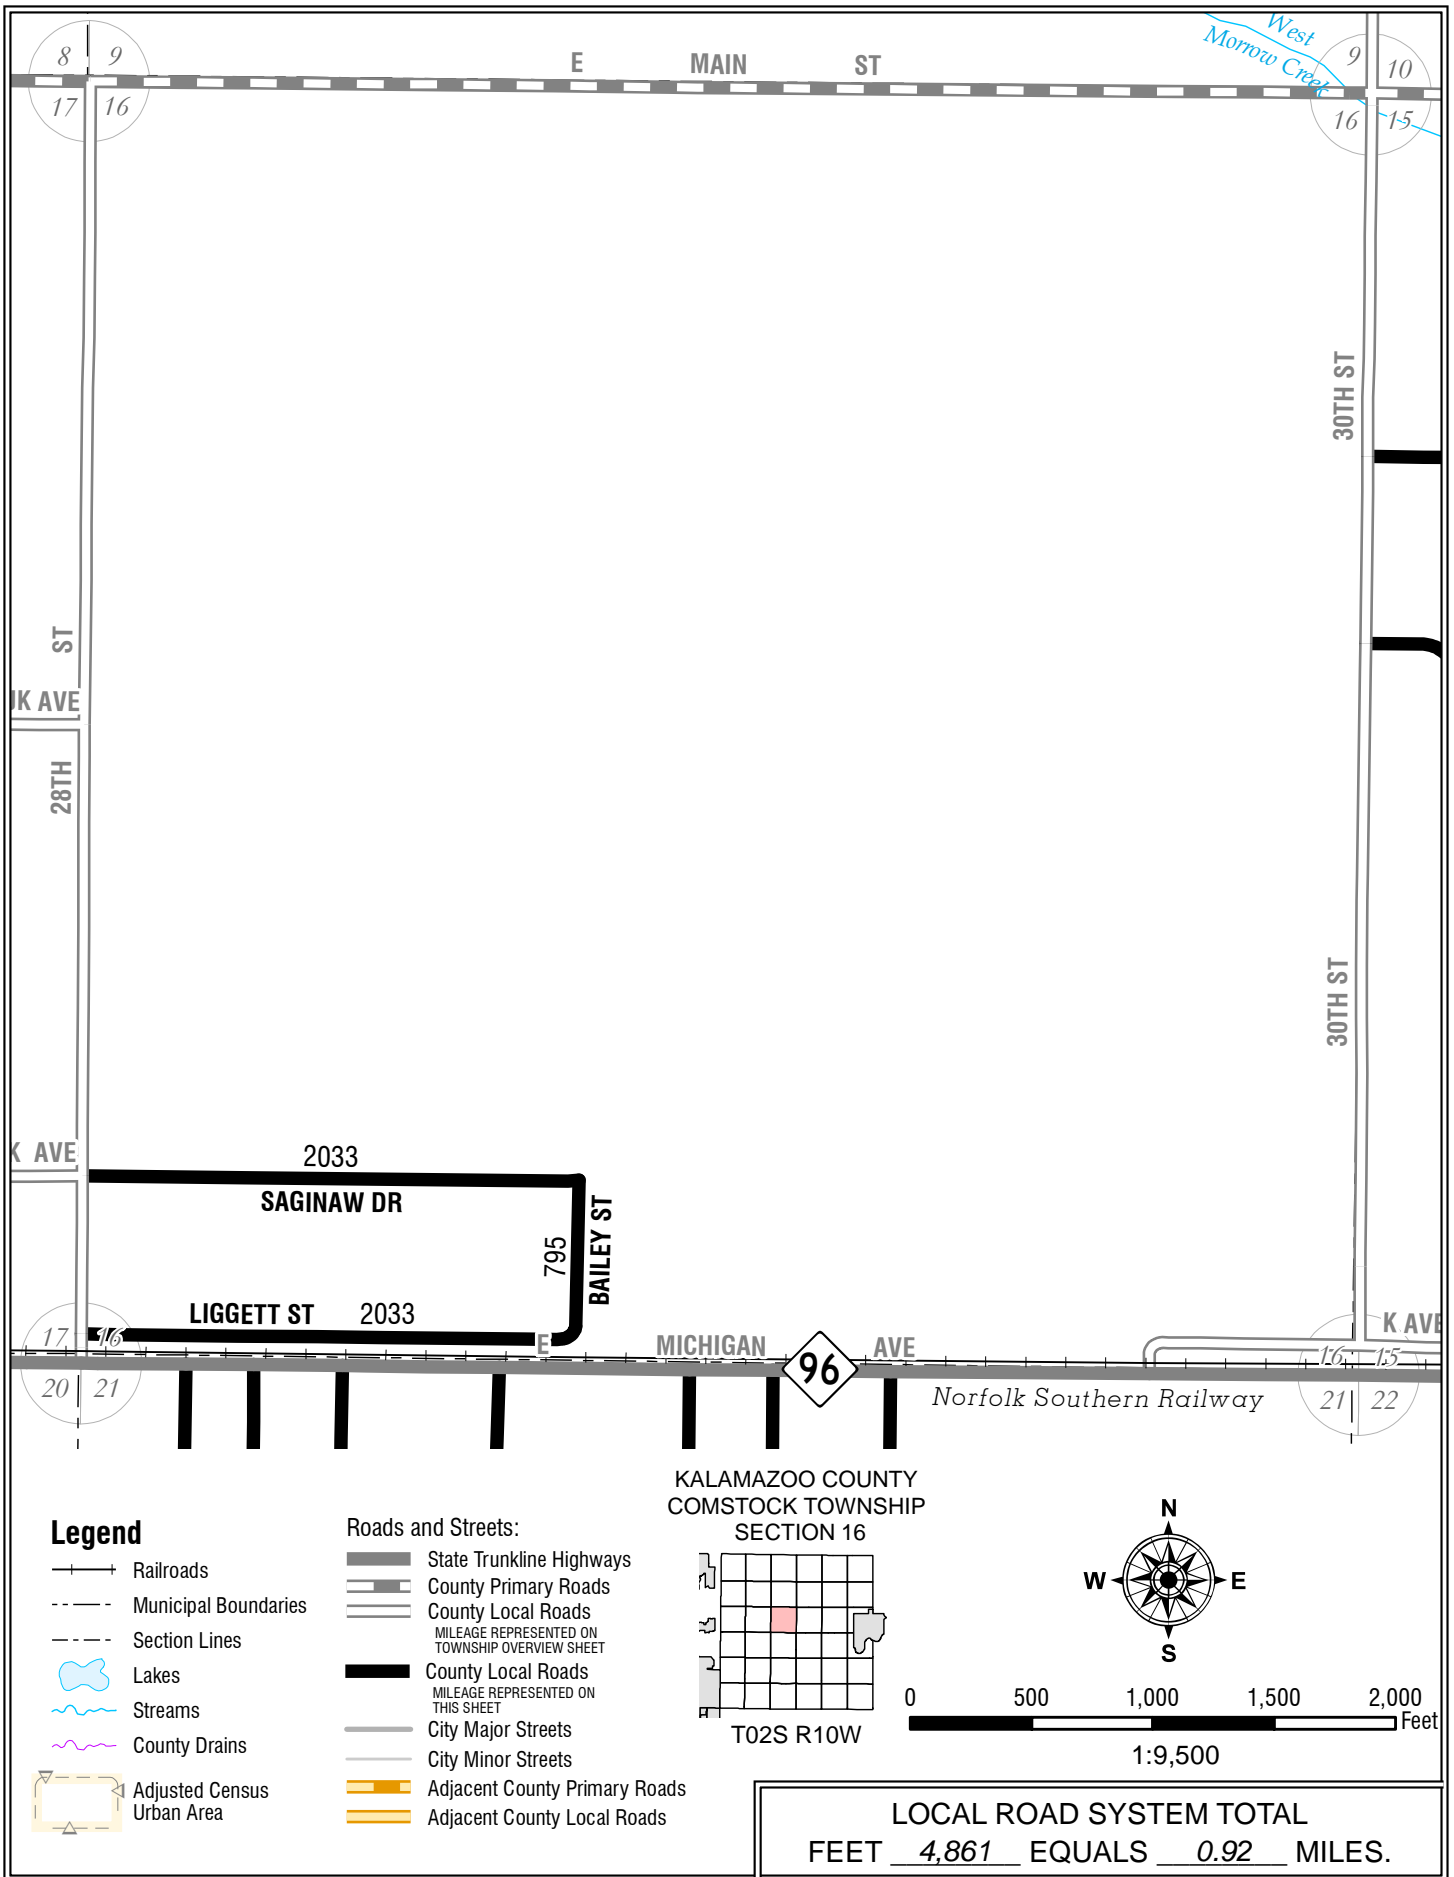 West
Morrow Creek
8 9
17 16
E MAIN ST
9 10
16 15
30TH ST
ST
JK AVE
28TH
30TH ST
K AVE
2033
SAGINAW DR
795
BAILEY ST
LIGGETT ST 2033
17 16
20 21
E MICHIGAN AVE
96
K AVE
16 15
21 22
Norfolk Southern Railway
KALAMAZOO COUNTY
COMSTOCK TOWNSHIP
SECTION 16
T02S R10W
Legend
Railroads
Municipal Boundaries
Section Lines
Lakes
Streams
County Drains
Adjusted Census
Urban Area
Roads and Streets:
State Trunkline Highways
County Primary Roads
County Local Roads
MILEAGE REPRESENTED ON
TOWNSHIP OVERVIEW SHEET
County Local Roads
MILEAGE REPRESENTED ON
THIS SHEET
City Major Streets
City Minor Streets
Adjacent County Primary Roads
Adjacent County Local Roads
N
W E
S
0 500 1,000 1,500 2,000
Feet
1:9,500
LOCAL ROAD SYSTEM TOTAL
FEET 4,861 EQUALS 0.92 MILES.